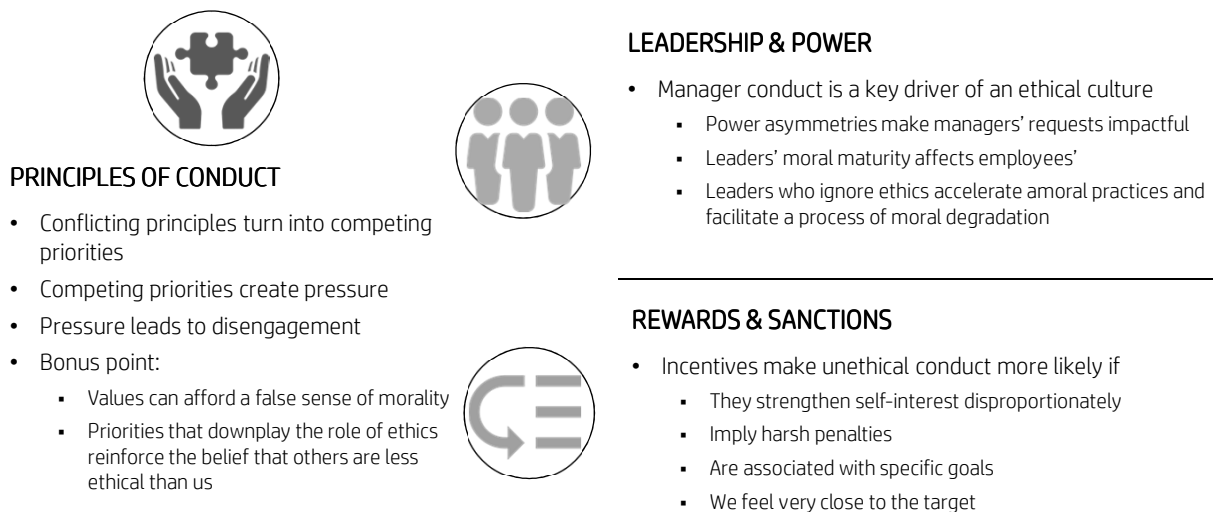 PRINCIPLES OF CONDUCT
• Conflicting principles turn into competing
priorities
• Competing priorities create pressure
• Pressure leads to disengagement
• Bonus point:
▪ Values can afford a false sense of morality
▪ Priorities that downplay the role of ethics
reinforce the belief that others are less
ethical than us
LEADERSHIP & POWER
• Manager conduct is a key driver of an ethical culture
▪ Power asymmetries make managers’ requests impactful
▪ Leaders’ moral maturity affects employees’
▪ Leaders who ignore ethics accelerate amoral practices and
facilitate a process of moral degradation
REWARDS & SANCTIONS
• Incentives make unethical conduct more likely if
▪ They strengthen self-interest disproportionately
▪ Imply harsh penalties
▪ Are associated with specific goals
▪ We feel very close to the target